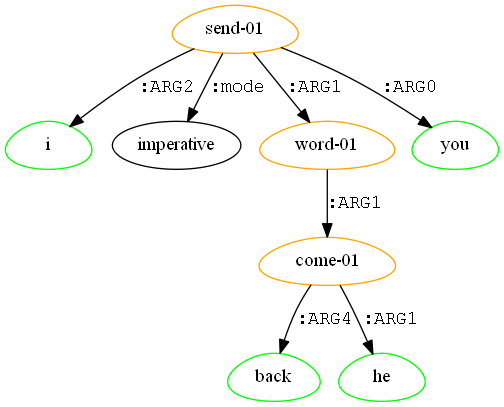 send-01
:ARG2 :mode :ARG1 :ARG0
i imperative word-01 you
:ARG1
come-01
:ARG4 :ARG1
back he